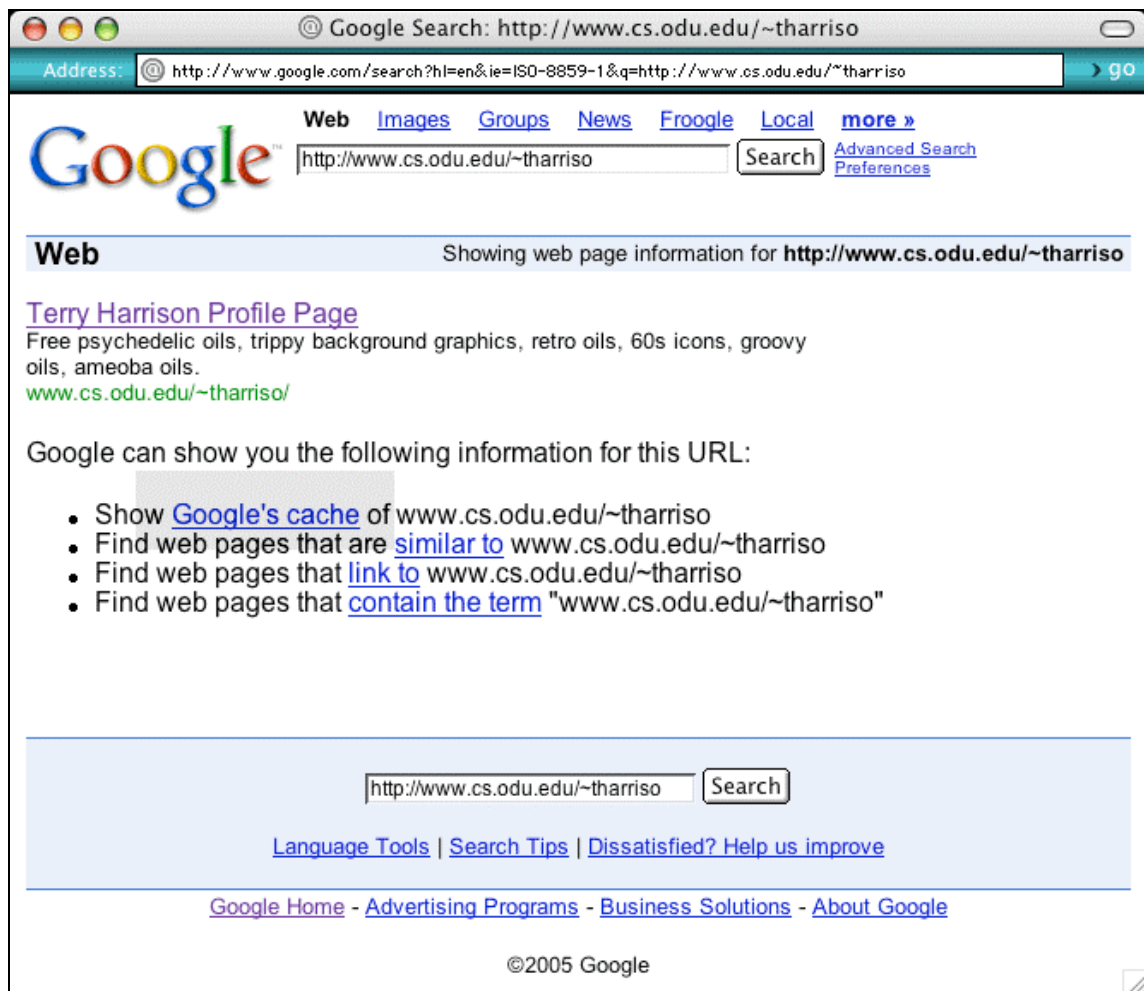 Google Search: http://www.cs.odu.edu/~tharriso
Address: http://www.google.com/search?hl=en&ie=ISO-8859-1&q=http://www.cs.odu.edu/~tharriso › go
Web Images Groups News Froogle Local more »
Google™ http://www.cs.odu.edu/~tharriso Search Advanced Search
Preferences
Web Showing web page information for http://www.cs.odu.edu/~tharriso
Terry Harrison Profile Page
Free psychedelic oils, trippy background graphics, retro oils, 60s icons, groovy
oils, ameoba oils.
www.cs.odu.edu/~tharriso/
Google can show you the following information for this URL:
• Show Google's cache of www.cs.odu.edu/~tharriso
• Find web pages that are similar to www.cs.odu.edu/~tharriso
• Find web pages that link to www.cs.odu.edu/~tharriso
• Find web pages that contain the term "www.cs.odu.edu/~tharriso"
http://www.cs.odu.edu/~tharriso Search
Language Tools | Search Tips | Dissatisfied? Help us improve
Google Home - Advertising Programs - Business Solutions - About Google
©2005 Google